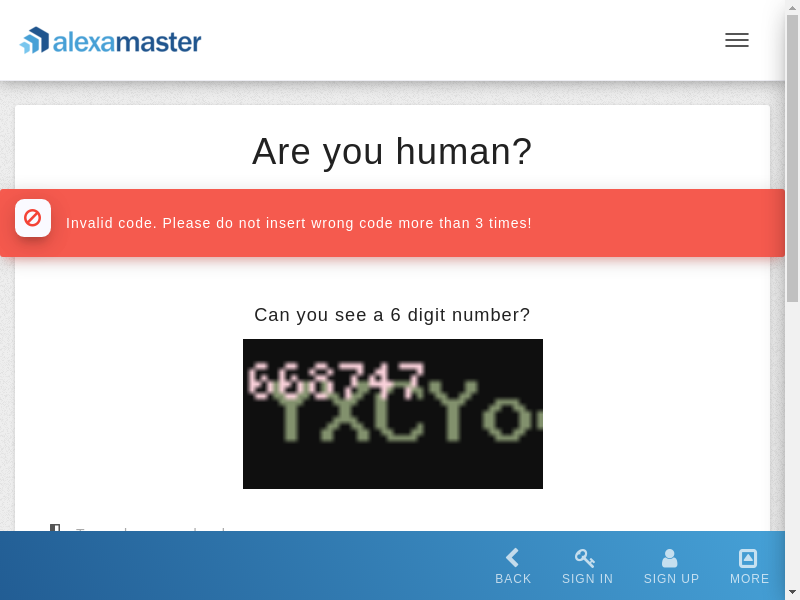 alexamaster
Are you human?
Invalid code. Please do not insert wrong code more than 3 times!
Can you see a 6 digit number?
668747
YXCYo
BACK
SIGN IN
SIGN UP
MORE